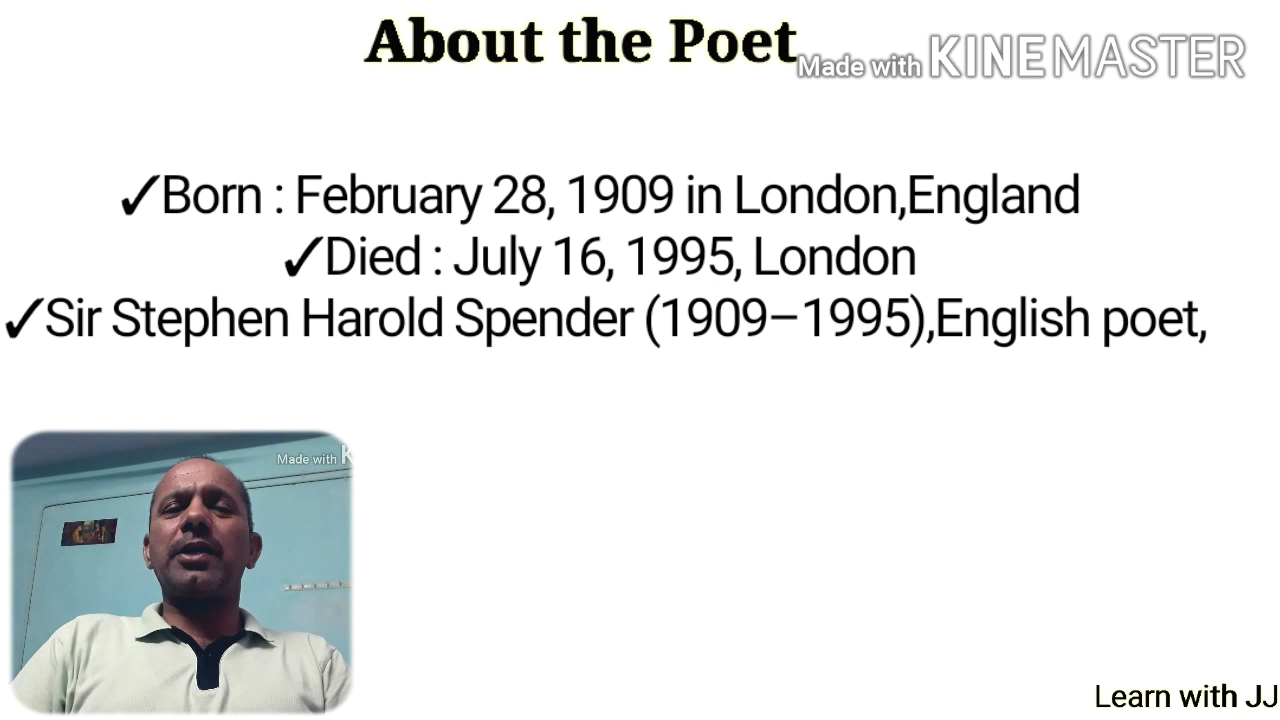 About the Poet
Made with KINEMASTER
✓Born : February 28, 1909 in London,England
✓Died : July 16, 1995, London
✓Sir Stephen Harold Spender (1909–1995),English poet,
Made with K
Learn with JJ